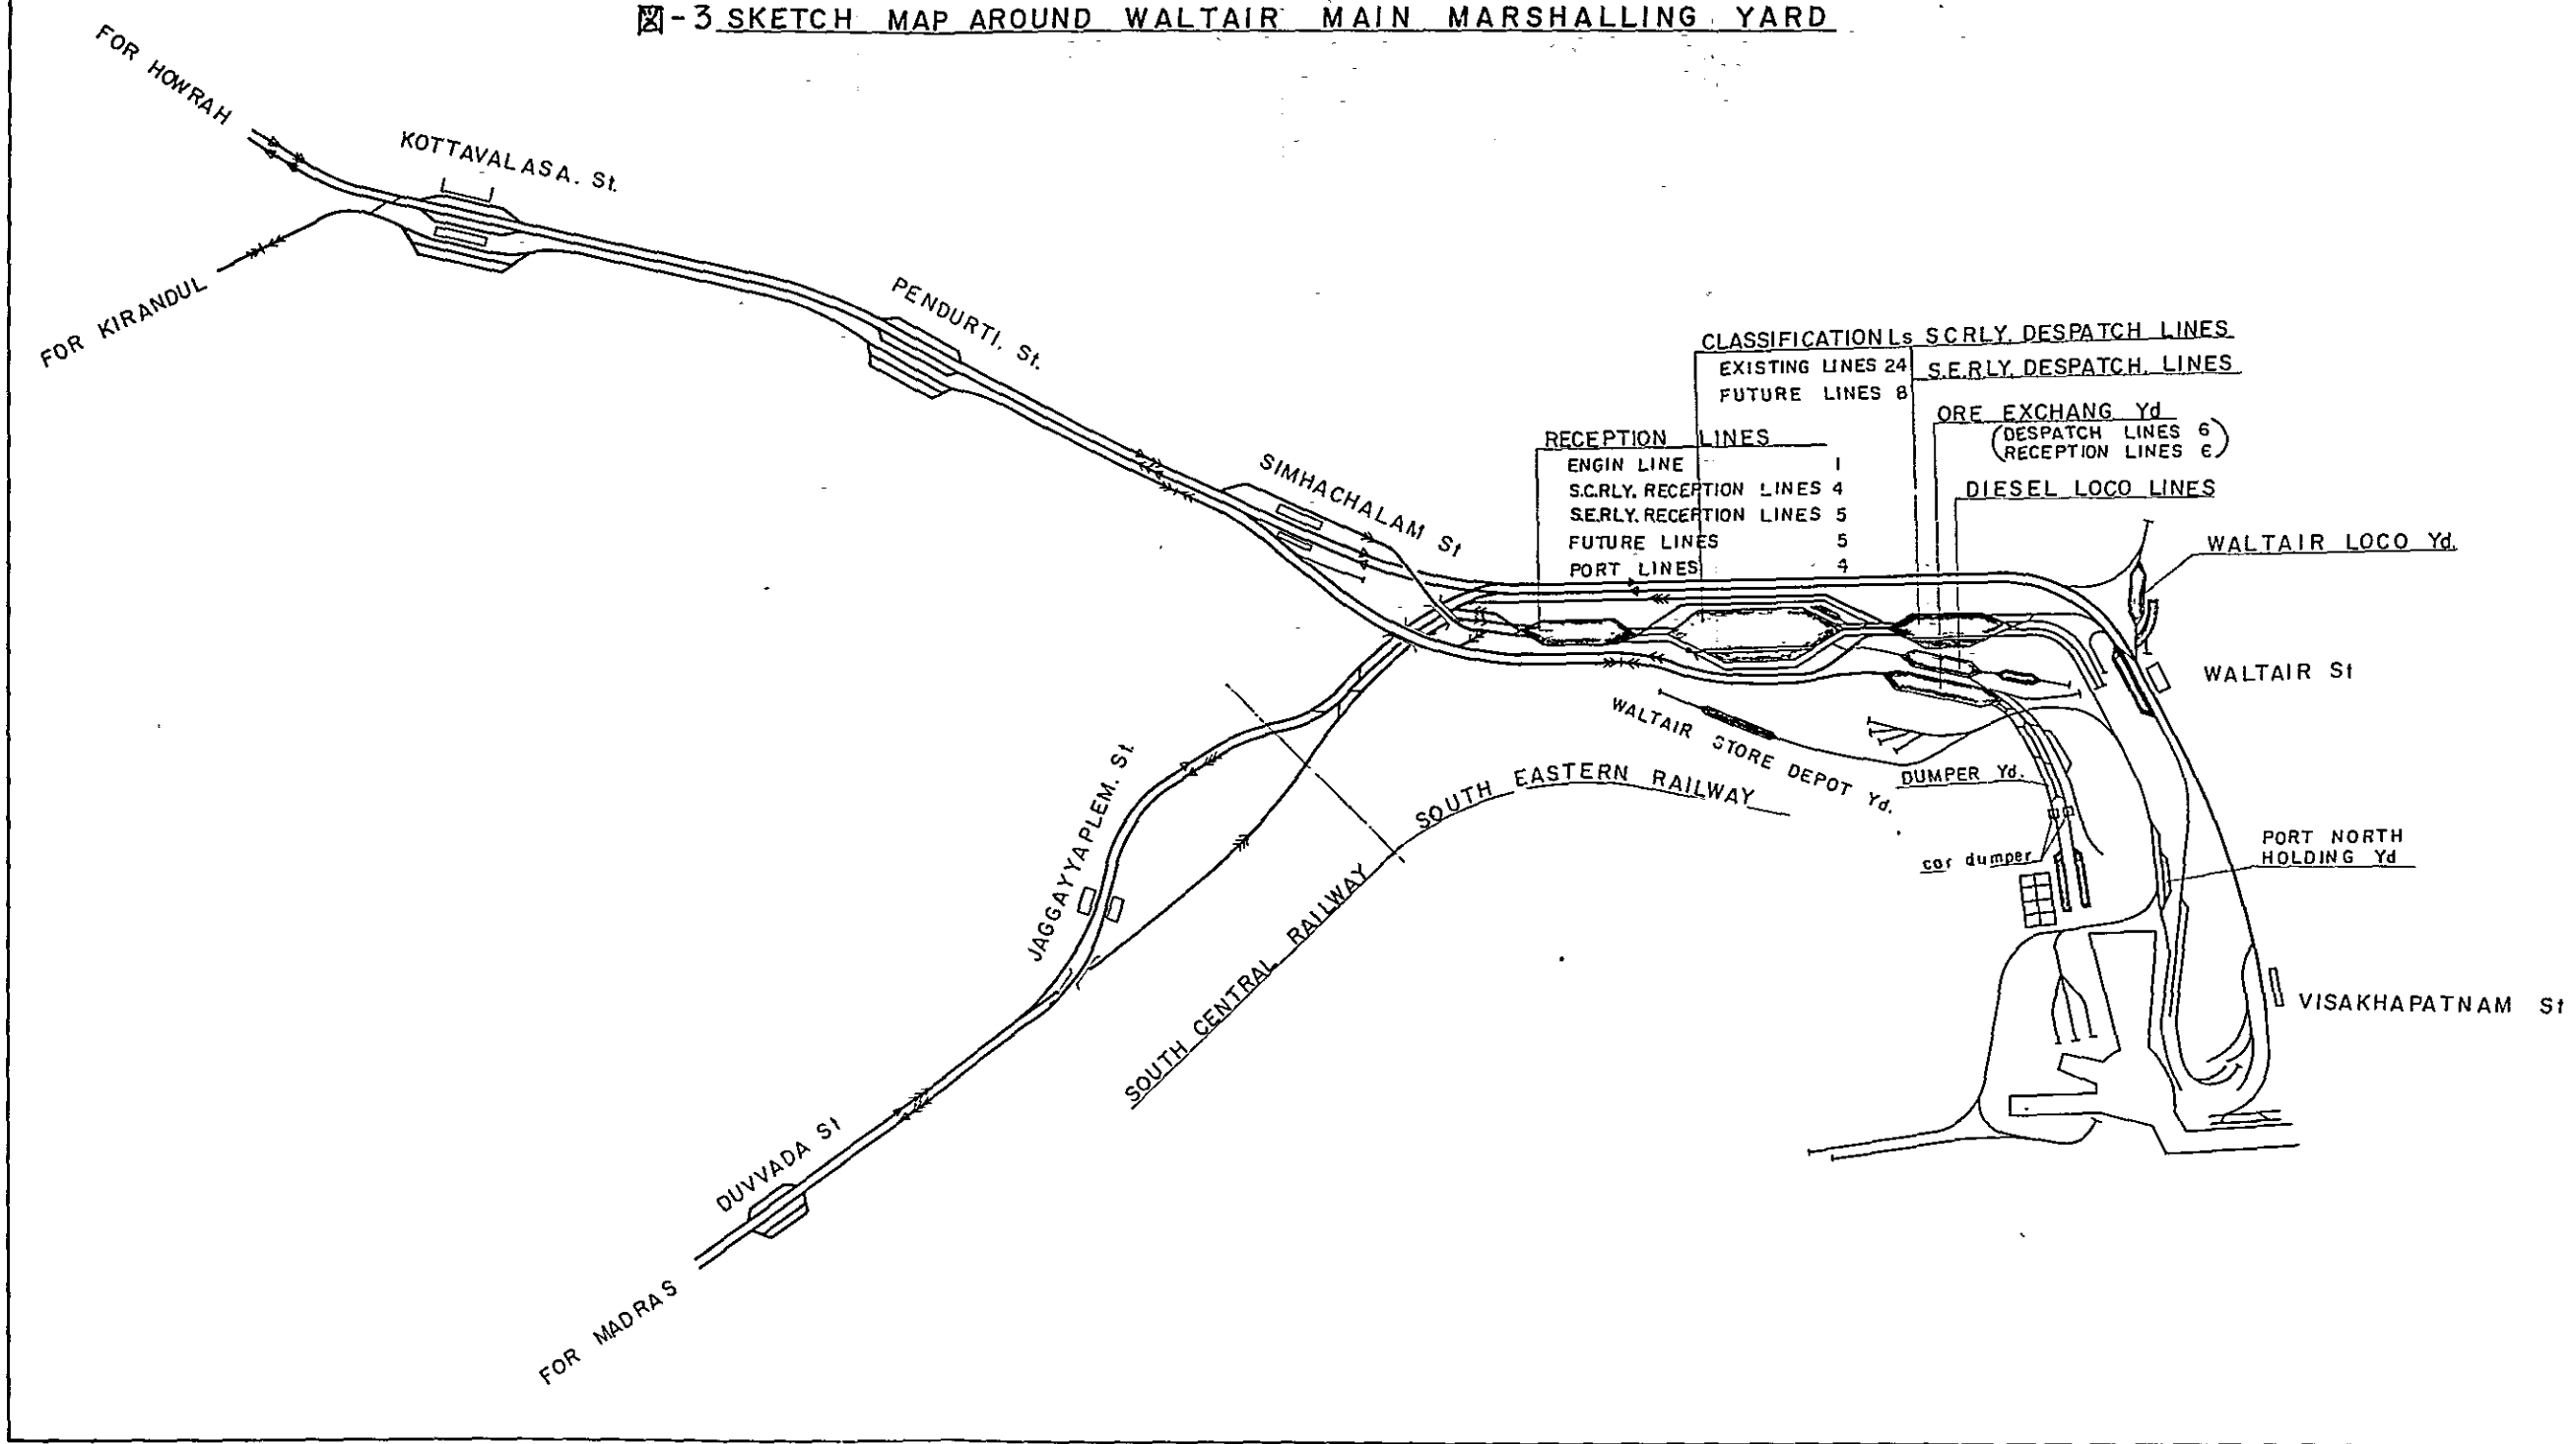 図-3 SKETCH MAP AROUND WALTAIR MAIN MARSHALLING YARD
FOR HOWRAH
KOTTAVALASA. St.
FOR KIRANDUL
PENDURTI. St.
SIMHACHALAM St
CLASSIFICATION Ls
EXISTING LINES 24
FUTURE LINES 8
S C RLY. DESPATCH LINES
S.E.RLY. DESPATCH. LINES
ORE EXCHANG Yd
(DESPATCH LINES 6
RECEPTION LINES 6)
DIESEL LOCO LINES
RECEPTION LINES
ENGIN LINE 1
S.C.RLY. RECEPTION LINES 4
S.E.RLY. RECEPTION LINES 5
FUTURE LINES 5
PORT LINES 4
WALTAIR LOCO Yd.
WALTAIR St
WALTAIR STORE DEPOT Yd.
DUMPER Yd.
car dumper
PORT NORTH
HOLDING Yd
VISAKHAPATNAM St
SOUTH EASTERN RAILWAY
SOUTH CENTRAL RAILWAY
JAGGAYYAPLEM. St.
DUVVADA St
FOR MADRAS